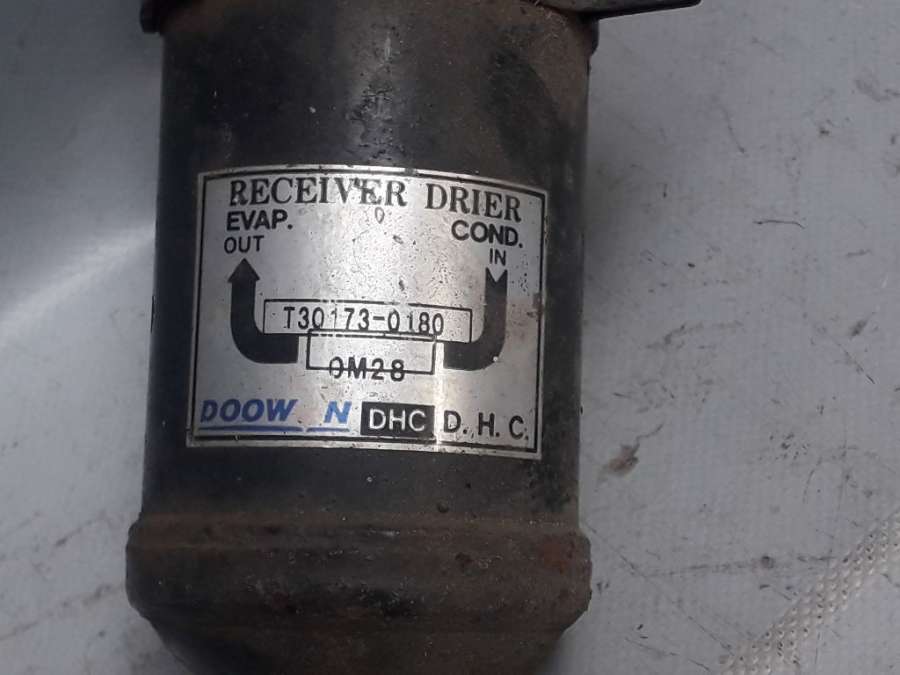 RECEIVER DRIER
EVAP. COND.
OUT IN
T30173-0180
0M28
DOOW N DHC D. H. C.